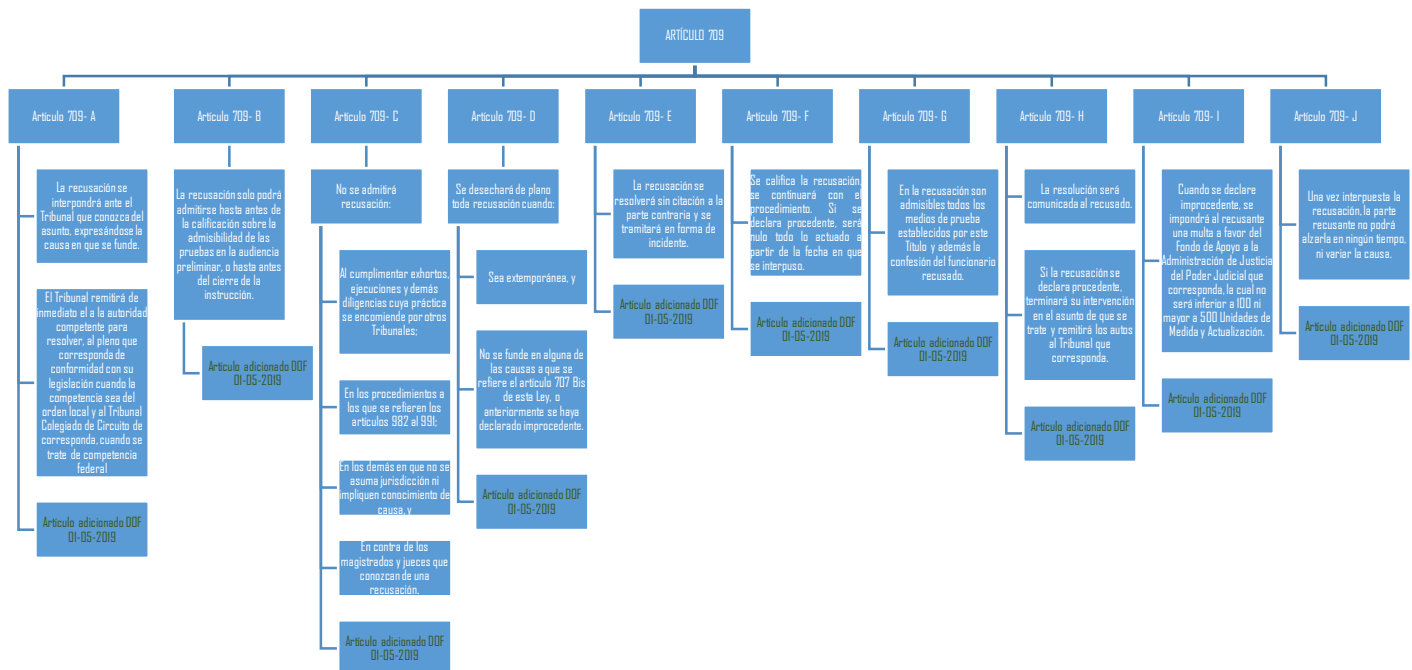 ARTÍCULO 709
Artículo 709- A
La recusación se
interpondrá ante el
Tribunal que conozca del
asunto, expresándose la
causa en que se funde.
El Tribunal remitirá de
inmediato el a la autoridad
competente para
resolver, al pleno que
corresponda de
conformidad con su
legislación cuando la
competencia sea del
orden local y al Tribunal
Colegiado de Circuito de
corresponda, cuando se
trate de competencia
federal
Artículo adicionado DOF
01-05-2019
Artículo 709- B
La recusación solo podrá
admitirse hasta antes de
la calificación sobre la
admisibilidad de las
pruebas en la audiencia
preliminar, o hasta antes
del cierre de la
instrucción.
Artículo adicionado DOF
01-05-2019
Artículo 709- C
No se admitirá
recusación:
Al cumplimentar exhortos,
ejecuciones y demás
diligencias cuya práctica
se encomiende por otros
Tribunales;
En los procedimientos a
los que se refieren los
artículos 982 al 991;
En los demás en que no se
asuma jurisdicción ni
impliquen conocimiento de
causa, y
En contra de los
magistrados y jueces que
conozcan de una
recusación.
Artículo adicionado DOF
01-05-2019
Artículo 709- D
Se desechará de plano
toda recusación cuando:
Sea extemporánea, y
No se funde en alguna de
las causas a que se
refiere el artículo 707 Bis
de esta Ley, o
anteriormente se haya
declarado improcedente.
Artículo adicionado DOF
01-05-2019
Artículo 709- E
La recusación se
resolverá sin citación a
la parte contraria y se
tramitará en forma de
incidente.
Artículo adicionado DOF
01-05-2019
Artículo 709- F
Se califica la recusación,
se continuará con el
procedimiento. Si se
declara procedente, será
nulo todo lo actuado a
partir de la fecha en que
se interpuso.
Artículo adicionado DOF
01-05-2019
Artículo 709- G
En la recusación son
admisibles todos los
medios de prueba
establecidos por este
Título y además la
confesión del funcionario
recusado.
Artículo adicionado DOF
01-05-2019
Artículo 709- H
La resolución será
comunicada al recusado.
Si la recusación se
declara procedente,
terminará su intervención
en el asunto de que se
trate y remitirá los autos
al Tribunal que
corresponda.
Artículo adicionado DOF
01-05-2019
Artículo 709- I
Cuando se declare
improcedente, se
impondrá al recusante
una multa a favor del
Fondo de Apoyo a la
Administración de Justicia
del Poder Judicial que
corresponda, la cual no
será inferior a 100 ni
mayor a 500 Unidades de
Medida y Actualización.
Artículo adicionado DOF
01-05-2019
Artículo 709- J
Una vez interpuesta la
recusación, la parte
recusante no podrá
alzarla en ningún tiempo,
ni variar la causa.
Artículo adicionado DOF
01-05-2019